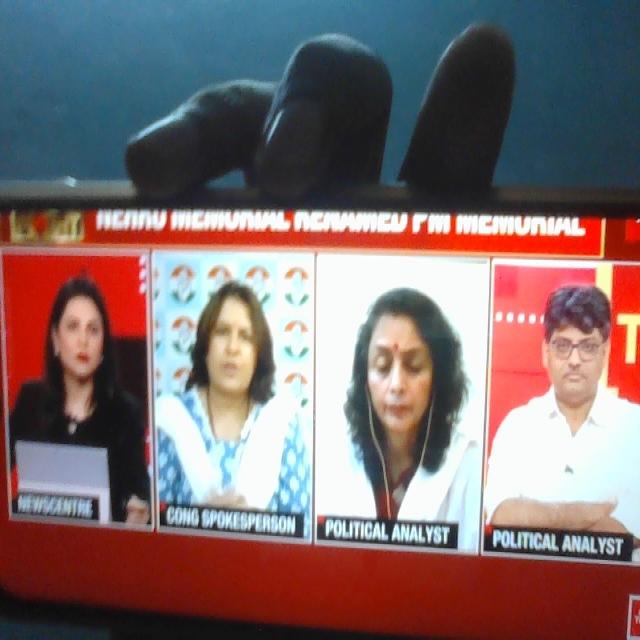 NEHRU MEMORIAL RENAMED PM MEMORIAL
NEWSCENTRE
CONG SPOKESPERSON
POLITICAL ANALYST
POLITICAL ANALYST
T